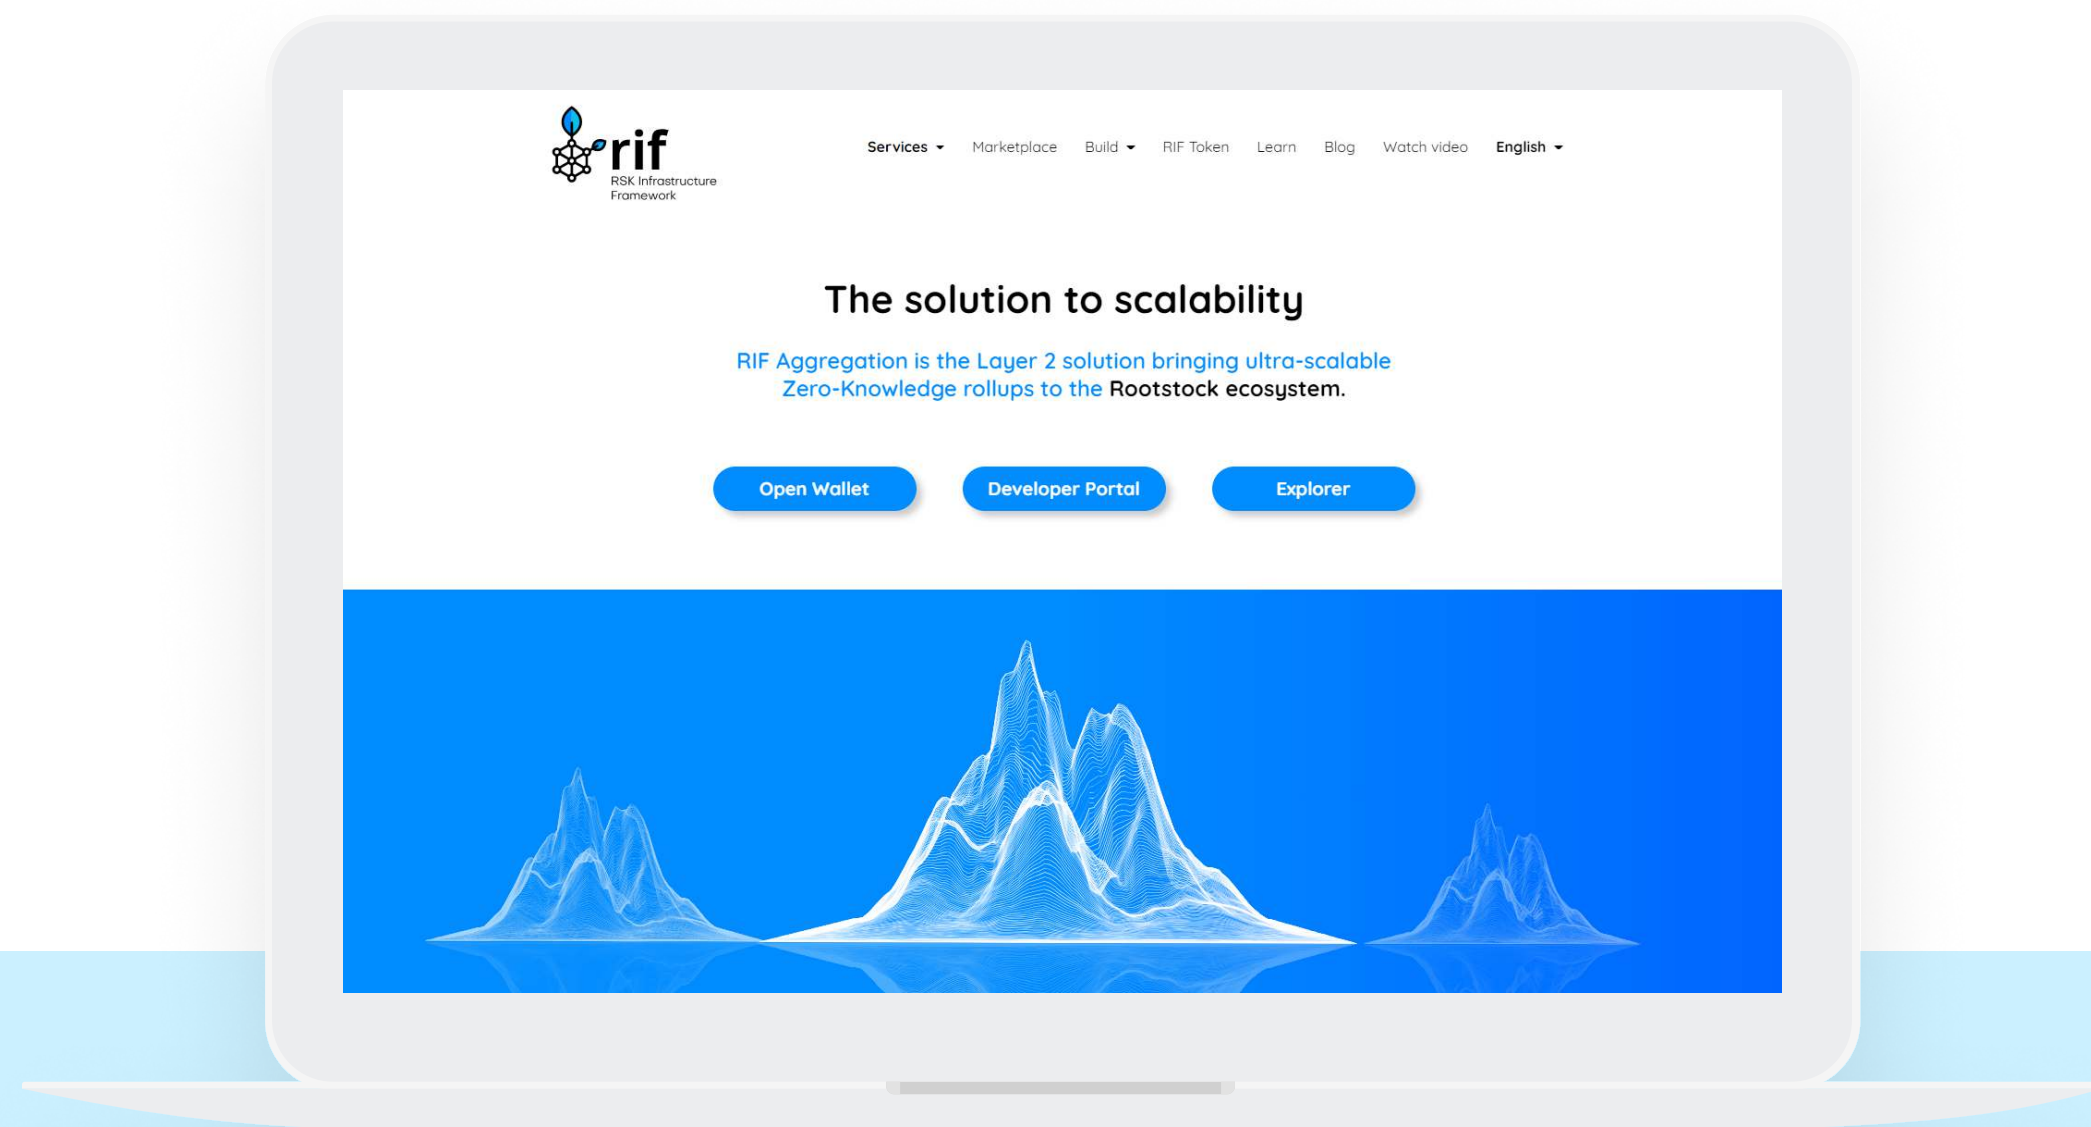 rif
RSK Infrastructure
Framework
Services Marketplace Build RIF Token Learn Blog Watch video English
The solution to scalability
RIF Aggregation is the Layer 2 solution bringing ultra-scalable
Zero-Knowledge rollups to the Rootstock ecosystem.
Open Wallet Developer Portal Explorer